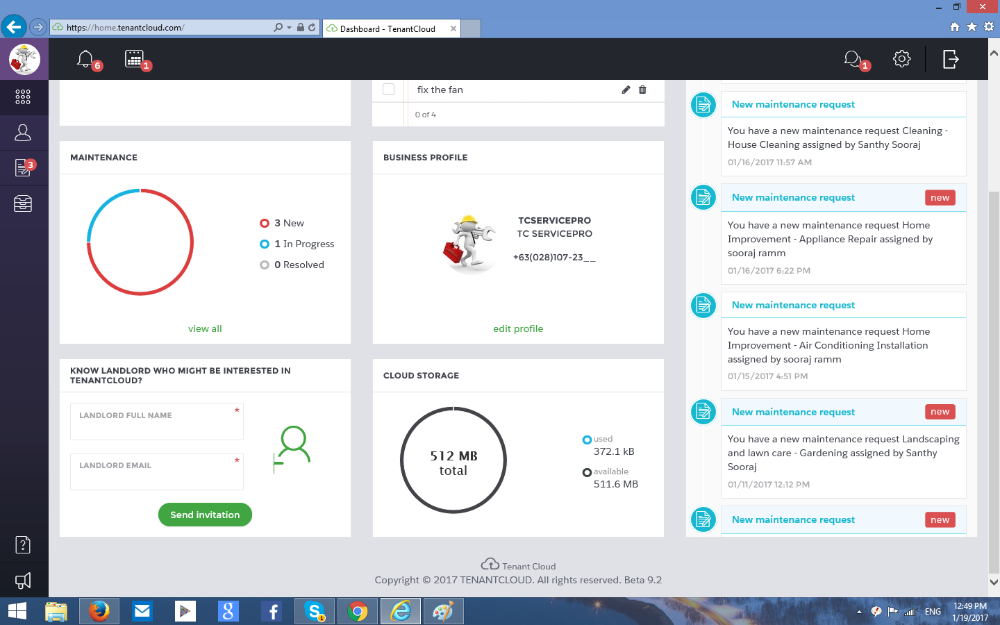 https://home.tenantcloud.com/
Dashboard - TenantCloud
6
1
1
3
fix the fan
0 of 4
MAINTENANCE
3 New
1 In Progress
0 Resolved
view all
BUSINESS PROFILE
TCSERVICEPRO
TC SERVICEPRO
+63(028)107-23__
edit profile
KNOW LANDLORD WHO MIGHT BE INTERESTED IN
TENANTCLOUD?
LANDLORD FULL NAME *
LANDLORD EMAIL *
Send invitation
CLOUD STORAGE
512 MB
total
used
372.1 kB
available
511.6 MB
New maintenance request
You have a new maintenance request Cleaning -
House Cleaning assigned by Santhy Sooraj
01/16/2017 11:57 AM
New maintenance request new
You have a new maintenance request Home
Improvement - Appliance Repair assigned by
sooraj ramm
01/16/2017 6:22 PM
New maintenance request
You have a new maintenance request Home
Improvement - Air Conditioning Installation
assigned by sooraj ramm
01/15/2017 4:51 PM
New maintenance request new
You have a new maintenance request Landscaping
and lawn care - Gardening assigned by Santhy
Sooraj
01/11/2017 12:12 PM
New maintenance request new
Tenant Cloud
Copyright © 2017 TENANTCLOUD. All rights reserved. Beta 9.2
1
ENG
12:49 PM
1/19/2017